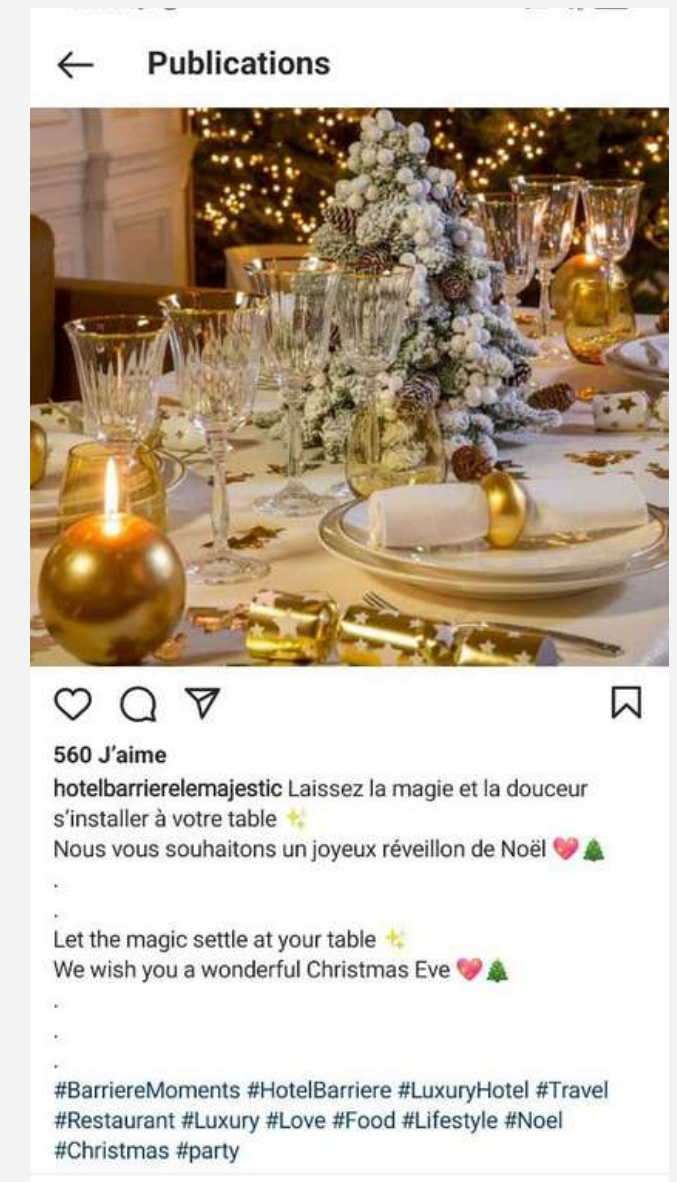 Publications
560 J'aime
hotelbarrierelemajestic Laissez la magie et la douceur
s'installer à votre table ✨
Nous vous souhaitons un joyeux réveillon de Noël 💖🎄
.
.
Let the magic settle at your table ✨
We wish you a wonderful Christmas Eve 💖🎄
.
.
.
#BarriereMoments #HotelBarriere #LuxuryHotel #Travel
#Restaurant #Luxury #Love #Food #Lifestyle #Noel
#Christmas #party